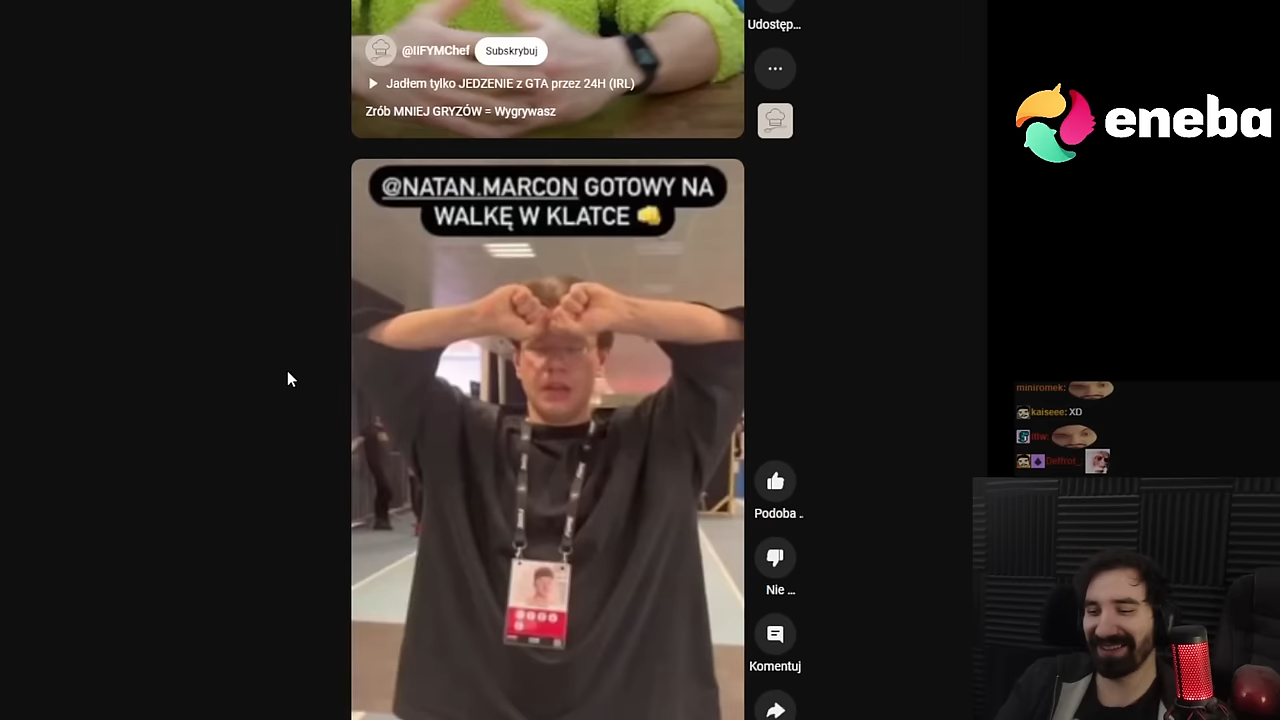 Udostęp...
@IIFYMChef
Subskrybuj
Jadłem tylko JEDZENIE z GTA przez 24H (IRL)
Zrób MNIEJ GRYZÓW = Wygrywasz
eneba
@NATAN.MARCON GOTOWY NA
WALKĘ W KLATCE 👊
miniromek:
kaiseee: XD
Deffrot_:
Podoba ..
Nie ...
Komentuj